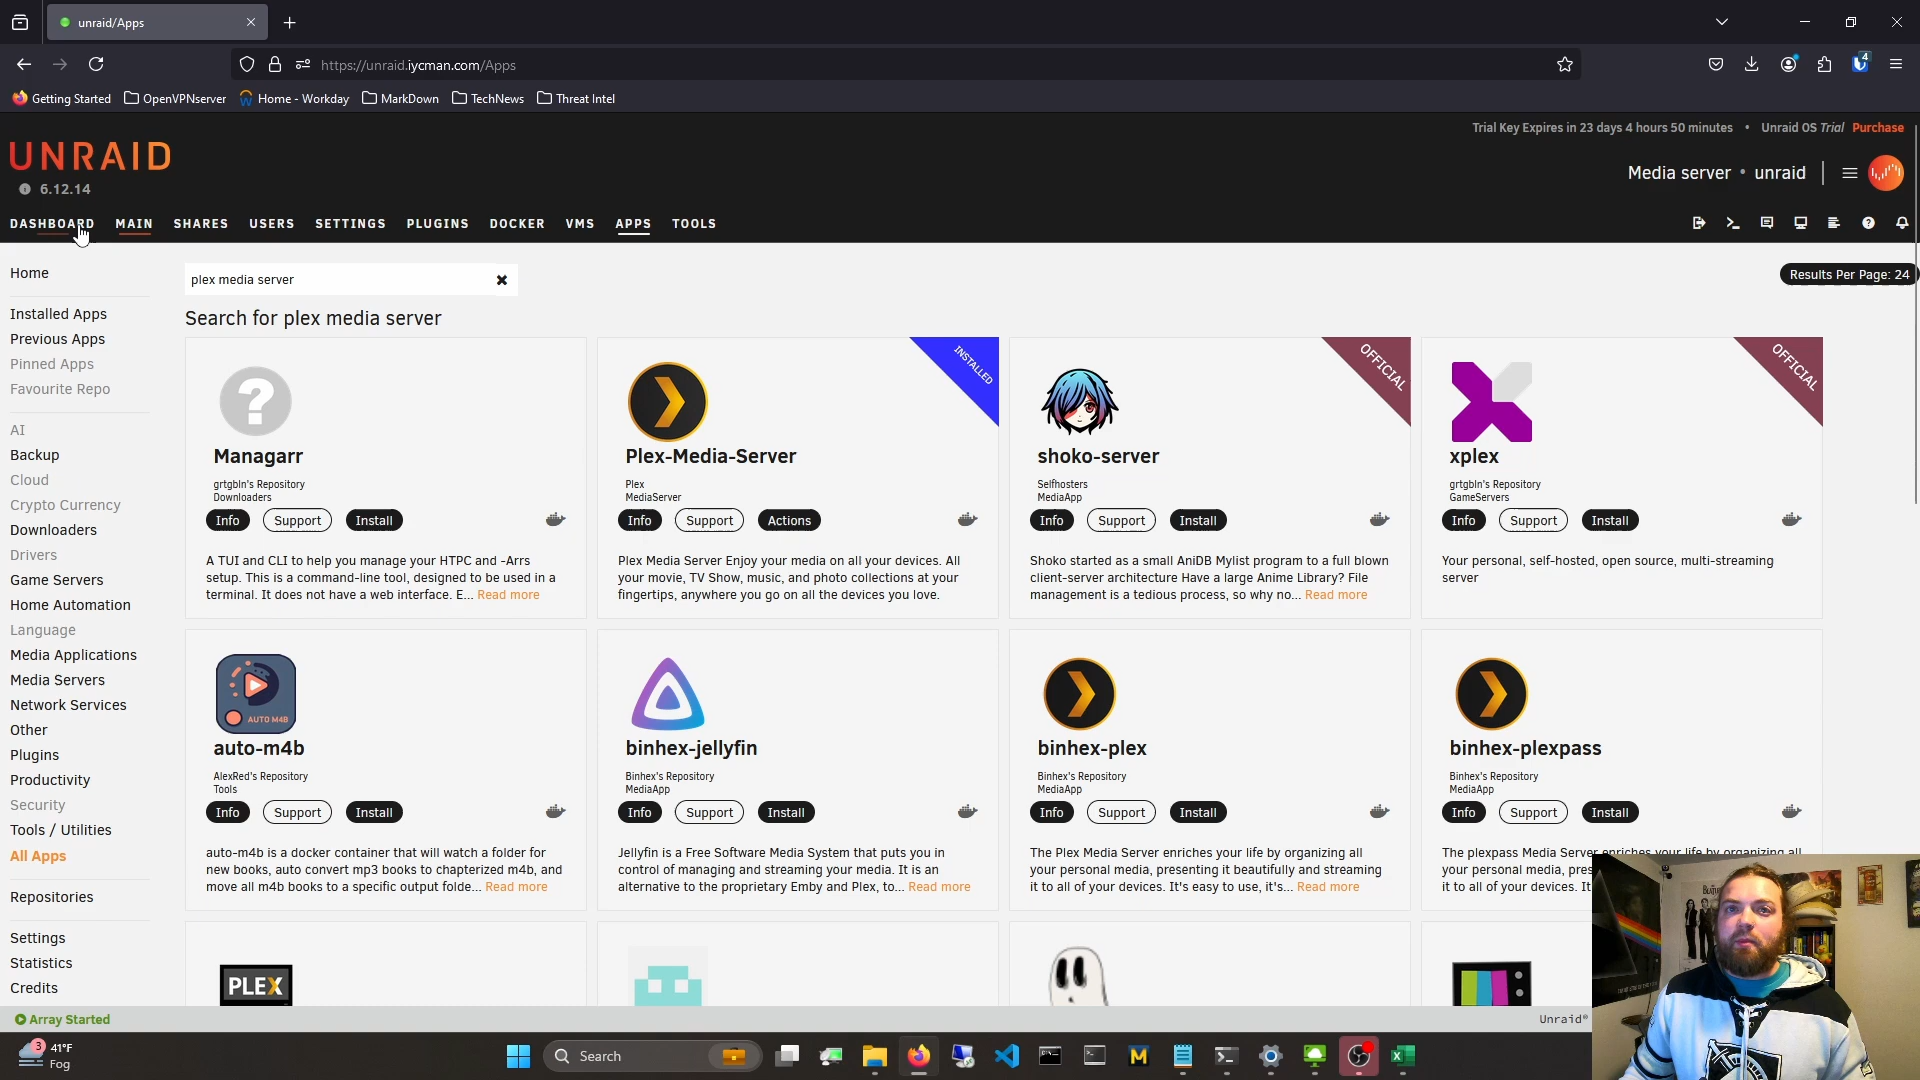 unraid/Apps
https://unraid.iycman.com/Apps
4
Getting Started
OpenVPNserver
Home - Workday
MarkDown
TechNews
Threat Intel
Trial Key Expires in 23 days 4 hours 50 minutes • Unraid OS Trial Purchase
UNRAID
6.12.14
Media server • unraid
DASHBOARD MAIN SHARES USERS SETTINGS PLUGINS DOCKER VMS APPS TOOLS
Home
Installed Apps
Previous Apps
Pinned Apps
Favourite Repo
AI
Backup
Cloud
Crypto Currency
Downloaders
Drivers
Game Servers
Home Automation
Language
Media Applications
Media Servers
Network Services
Other
Plugins
Productivity
Security
Tools / Utilities
All Apps
Repositories
Settings
Statistics
Credits
plex media server
Results Per Page: 24
Search for plex media server
Managarr
grtgbln's Repository
Downloaders
Info Support Install
A TUI and CLI to help you manage your HTPC and -Arrs
setup. This is a command-line tool, designed to be used in a
terminal. It does not have a web interface. E... Read more
INSTALLED
Plex-Media-Server
Plex
MediaServer
Info Support Actions
Plex Media Server Enjoy your media on all your devices. All
your movie, TV Show, music, and photo collections at your
fingertips, anywhere you go on all the devices you love.
OFFICIAL
shoko-server
Selfhosters
MediaApp
Info Support Install
Shoko started as a small AniDB Mylist program to a full blown
client-server architecture Have a large Anime Library? File
management is a tedious process, so why no... Read more
OFFICIAL
xplex
grtgbln's Repository
GameServers
Info Support Install
Your personal, self-hosted, open source, multi-streaming
server
AUTO M4B
auto-m4b
AlexRed's Repository
Tools
Info Support Install
auto-m4b is a docker container that will watch a folder for
new books, auto convert mp3 books to chapterized m4b, and
move all m4b books to a specific output folde... Read more
binhex-jellyfin
Binhex's Repository
MediaApp
Info Support Install
Jellyfin is a Free Software Media System that puts you in
control of managing and streaming your media. It is an
alternative to the proprietary Emby and Plex, to... Read more
binhex-plex
Binhex's Repository
MediaApp
Info Support Install
The Plex Media Server enriches your life by organizing all
your personal media, presenting it beautifully and streaming
it to all of your devices. It's easy to use, it's... Read more
binhex-plexpass
Binhex's Repository
MediaApp
Info Support Install
The plexpass Media Server enriches your life by organizing all
your personal media, pres
it to all of your devices. It
PLEX
Array Started
Unraid®
3
41°F
Fog
Search